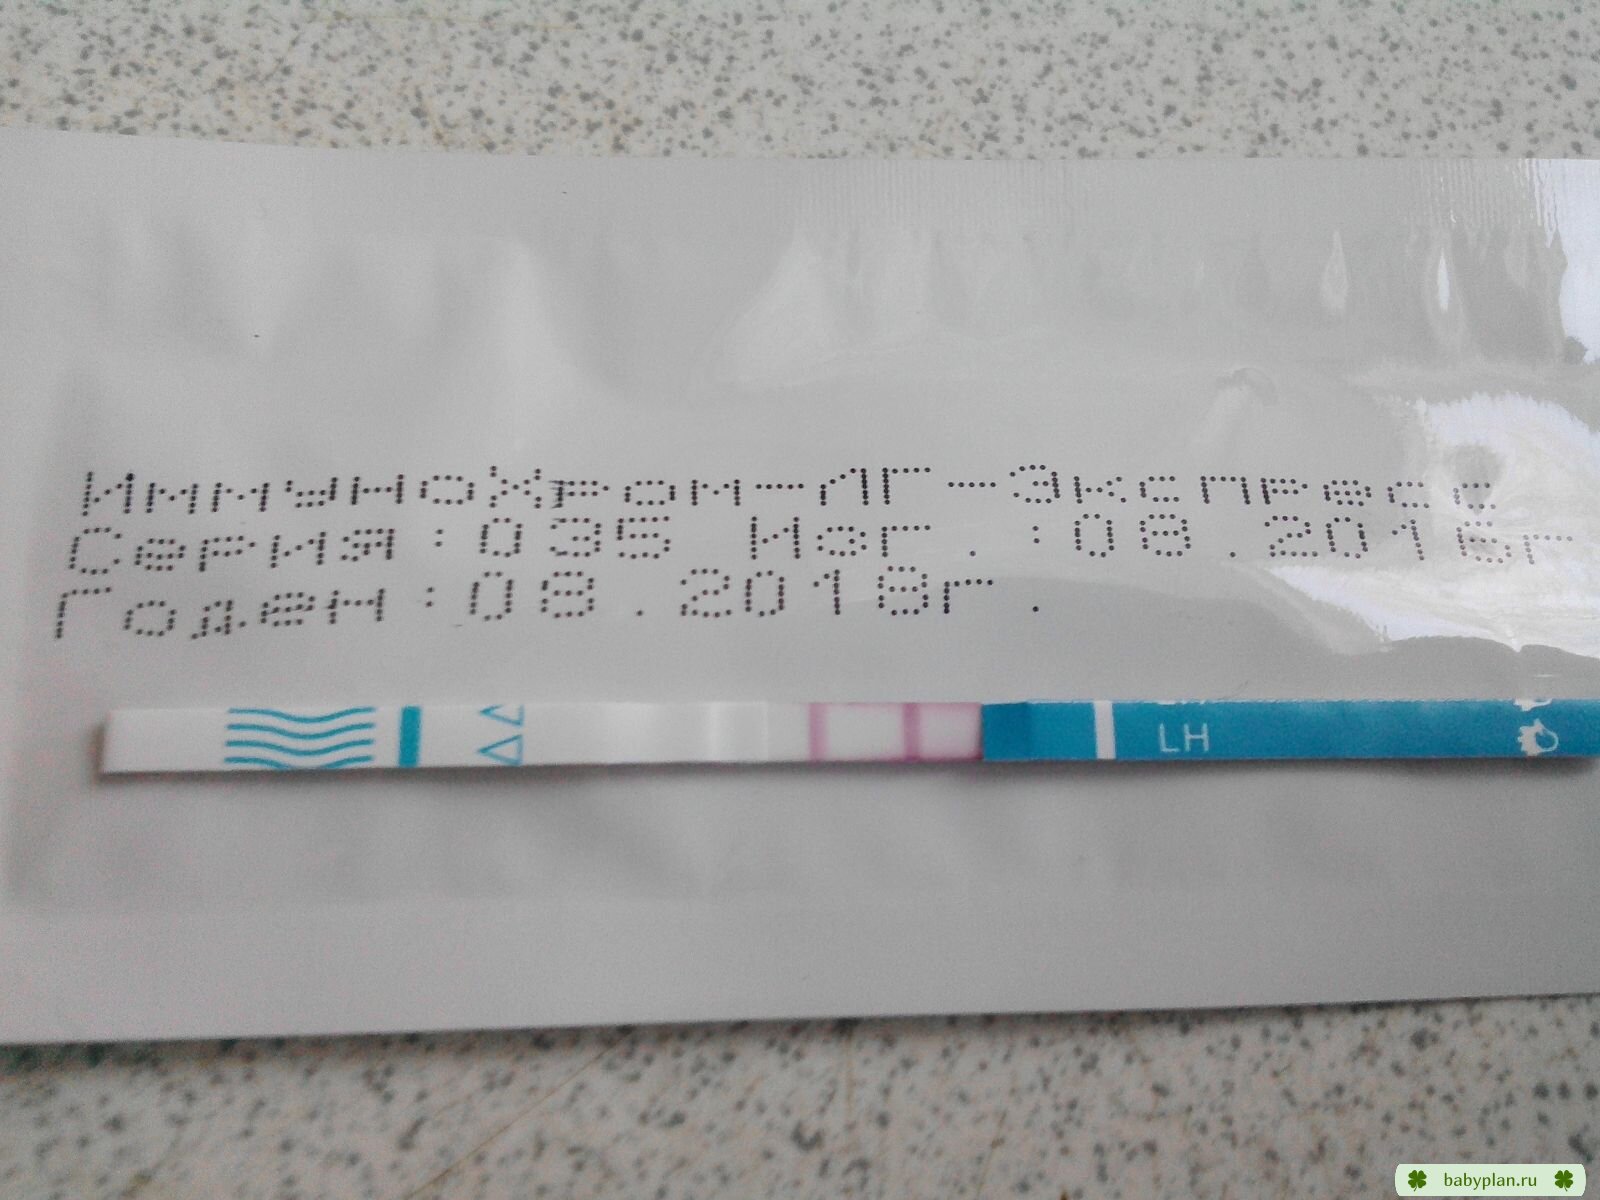 ИммуноХром-ЛГ-Экспресс
Серия:035 Изг.:08.2016г
Годен:08.2018г.
LH
babyplan.ru